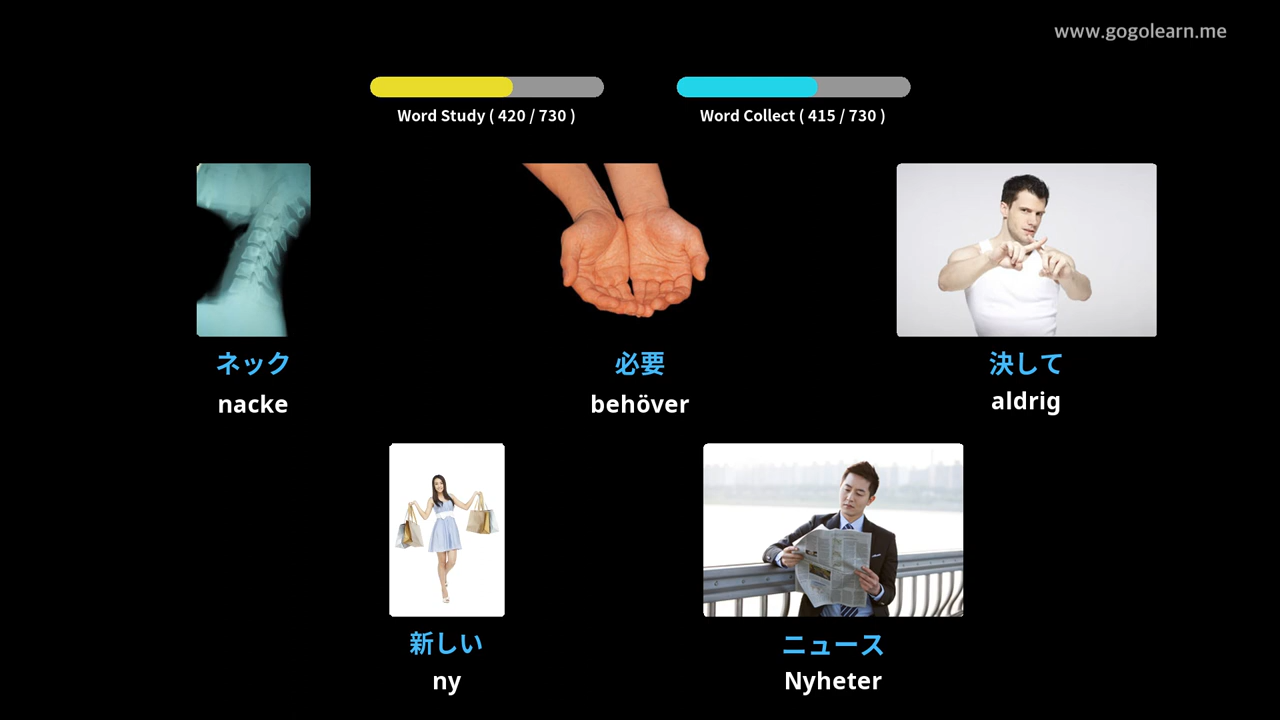 www.gogolearn.me
Word Study ( 420 / 730 )
Word Collect ( 415 / 730 )
ネック
nacke
必要
behöver
決して
aldrig
新しい
ny
ニュース
Nyheter